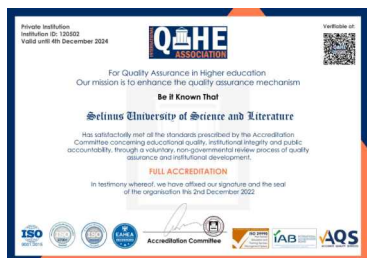 Private Institution
Institution ID: 120502
Valid until 4th December 2024
Verifiable at:
QAHE
ASSOCIATION
For Quality Assurance in Higher education
Our mission is to enhance the quality assurance mechanism
Be it Known That
Selinus University of Science and Literature
Has satisfactorily met all the standards prescribed by the Accreditation
Committee concerning educational quality, institutional integrity and public
accountability, through a voluntary, non-governmental review process of quality
assurance and institutional development.
FULL ACCREDITATION
In testimony whereof, we have affixed our signature and the seal
of the organisation this 2nd December 2022
Accreditation Committee
ISO
ISO
ISO
EAHEA
ISO 29990
IAB
AQS